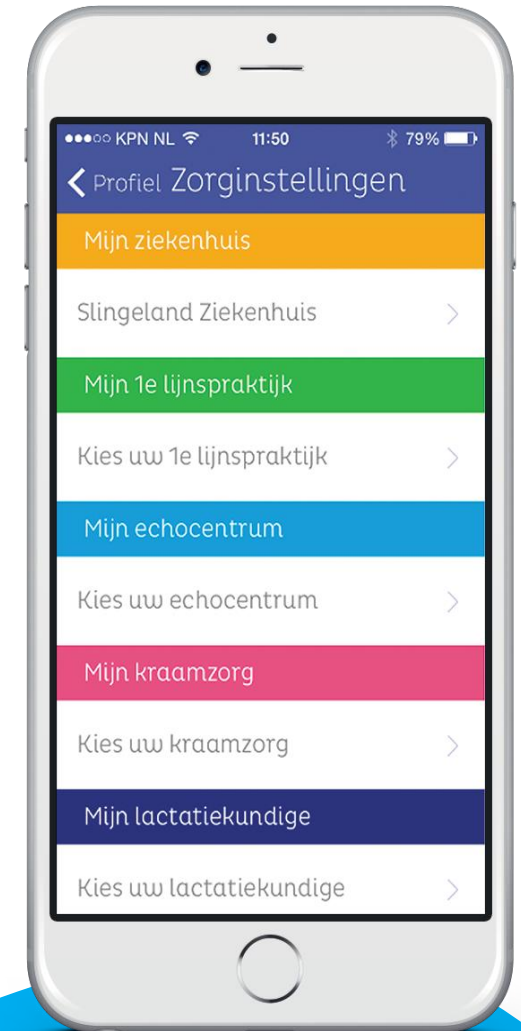 KPN NL 11:50 79%
Profiel Zorginstellingen
Mijn ziekenhuis
Slingeland Ziekenhuis
Mijn 1e lijnspraktijk
Kies uw 1e lijnspraktijk
Mijn echocentrum
Kies uw echocentrum
Mijn kraamzorg
Kies uw kraamzorg
Mijn lactatiekundige
Kies uw lactatiekundige